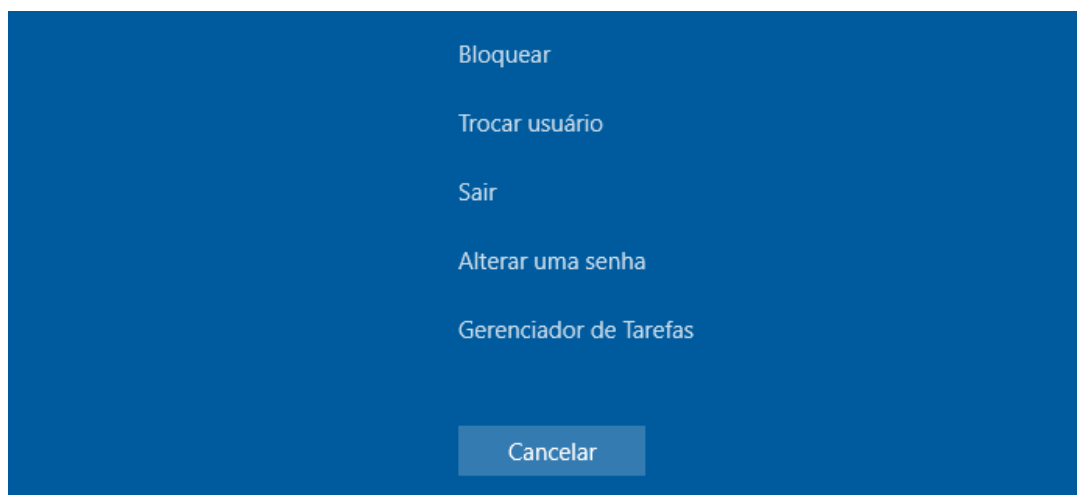 Bloquear
Trocar usuário
Sair
Alterar uma senha
Gerenciador de Tarefas
Cancelar